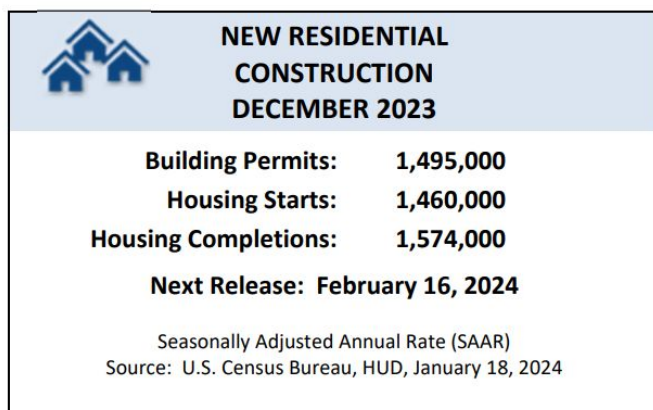 NEW RESIDENTIAL
CONSTRUCTION
DECEMBER 2023
Building Permits: 1,495,000
Housing Starts: 1,460,000
Housing Completions: 1,574,000
Next Release: February 16, 2024
Seasonally Adjusted Annual Rate (SAAR)
Source: U.S. Census Bureau, HUD, January 18, 2024